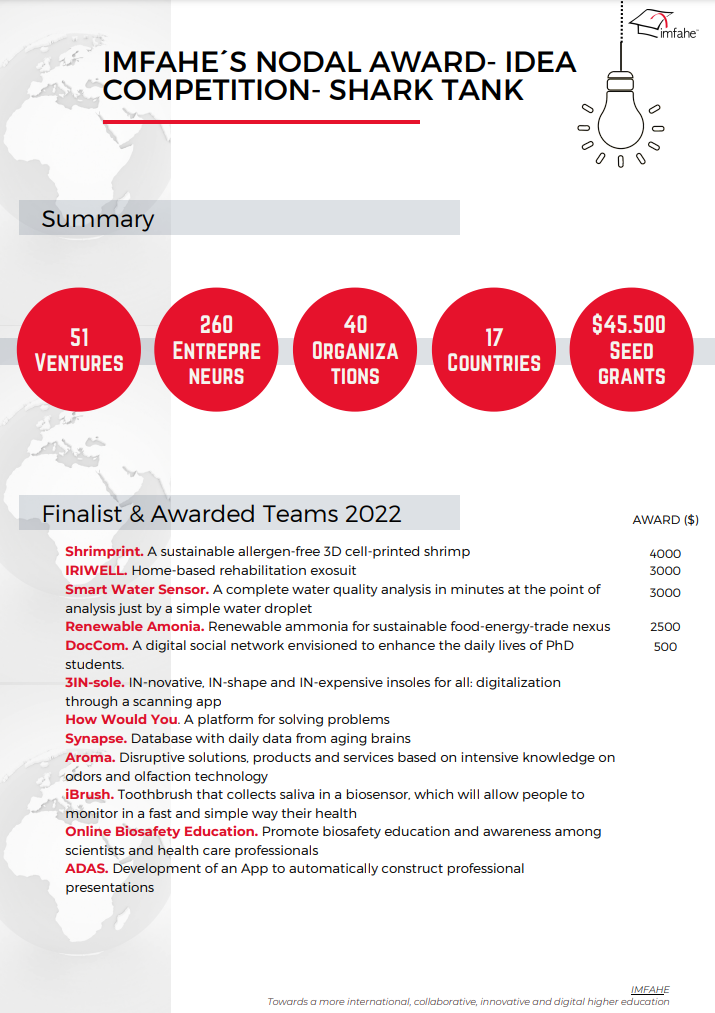 imfahe
IMFAHE´S NODAL AWARD- IDEA
COMPETITION- SHARK TANK
Summary
51
VENTURES
260
ENTREPRE
NEURS
40
ORGANIZA
TIONS
17
COUNTRIES
$45.500
SEED
GRANTS
Finalist & Awarded Teams 2022
AWARD ($)
Shrimprint. A sustainable allergen-free 3D cell-printed shrimp 4000
IRIWELL. Home-based rehabilitation exosuit 3000
Smart Water Sensor. A complete water quality analysis in minutes at the point of 3000
analysis just by a simple water droplet
Renewable Amonia. Renewable ammonia for sustainable food-energy-trade nexus 2500
DocCom. A digital social network envisioned to enhance the daily lives of PhD 500
students.
3IN-sole. IN-novative, IN-shape and IN-expensive insoles for all: digitalization
through a scanning app
How Would You. A platform for solving problems
Synapse. Database with daily data from aging brains
Aroma. Disruptive solutions, products and services based on intensive knowledge on
odors and olfaction technology
iBrush. Toothbrush that collects saliva in a biosensor, which will allow people to
monitor in a fast and simple way their health
Online Biosafety Education. Promote biosafety education and awareness among
scientists and health care professionals
ADAS. Development of an App to automatically construct professional
presentations
IMFAHE
Towards a more international, collaborative, innovative and digital higher education